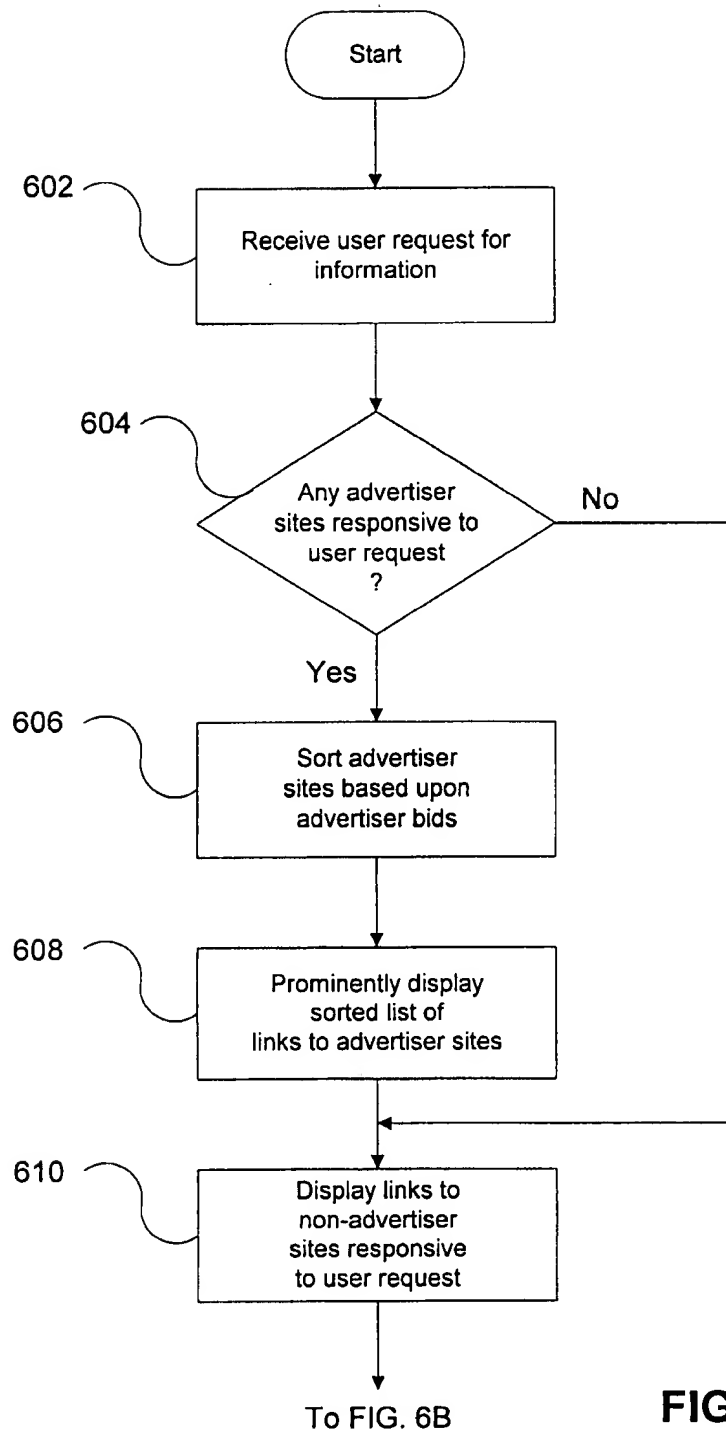 Start
602
Receive user request for
information
604
Any advertiser
sites responsive to
user request
?
No
Yes
606
Sort advertiser
sites based upon
advertiser bids
608
Prominently display
sorted list of
links to advertiser sites
610
Display links to
non-advertiser
sites responsive
to user request
To FIG. 6B
FIG